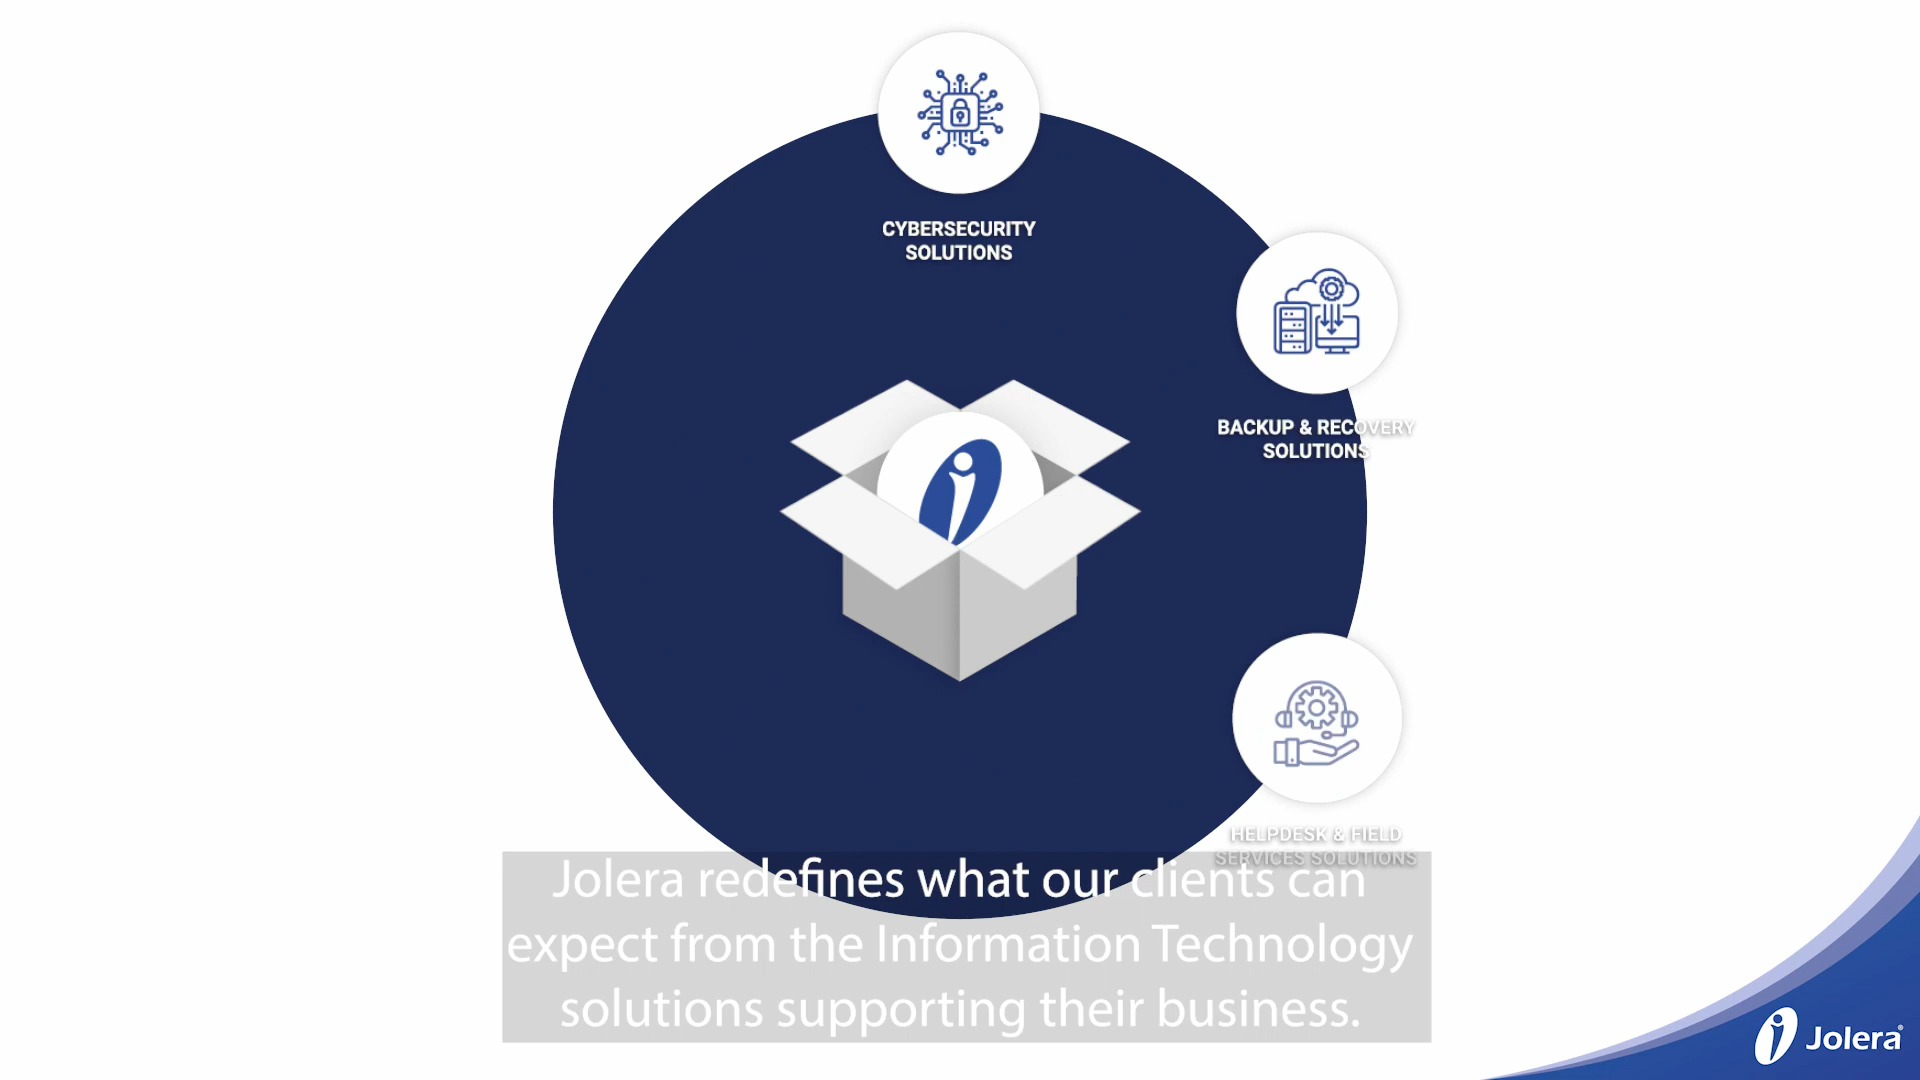 CYBERSECURITY
SOLUTIONS
BACKUP & RECOVERY
SOLUTIONS
HELPDESK & FIELD
SERVICES SOLUTIONS
Jolera redefines what our clients can
expect from the Information Technology
solutions supporting their business.
Jolera®